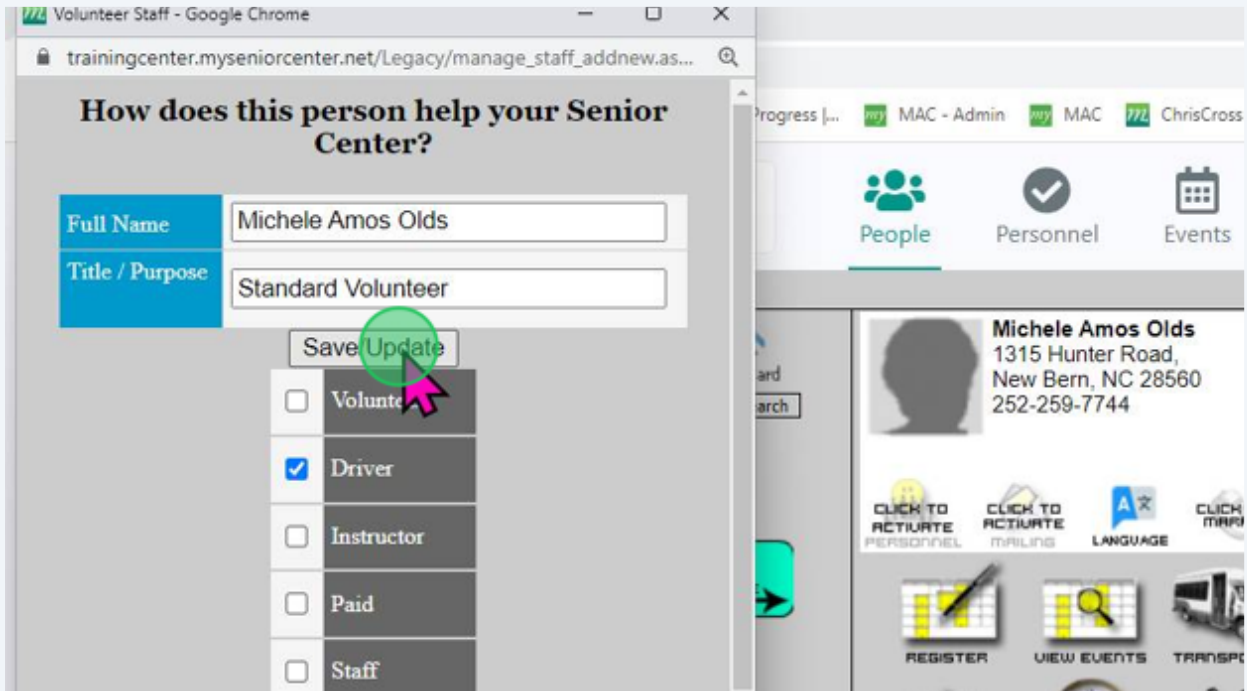 Volunteer Staff - Google Chrome
trainingcenter.myseniorcenter.net/Legacy/manage_staff_addnew.as...
How does this person help your Senior
Center?
Full Name
Michele Amos Olds
Title / Purpose
Standard Volunteer
Save/Update
Driver
Instructor
Paid
Staff
Progress |...
my MAC - Admin
my MAC
ChrisCross
People
Personnel
Events
Michele Amos Olds
1315 Hunter Road,
New Bern, NC 28560
252-259-7744
CLICK TO
ACTIVATE
PERSONNEL
CLICK TO
ACTIVATE
MAILING
LANGUAGE
CLICK
REGISTER
VIEW EVENTS